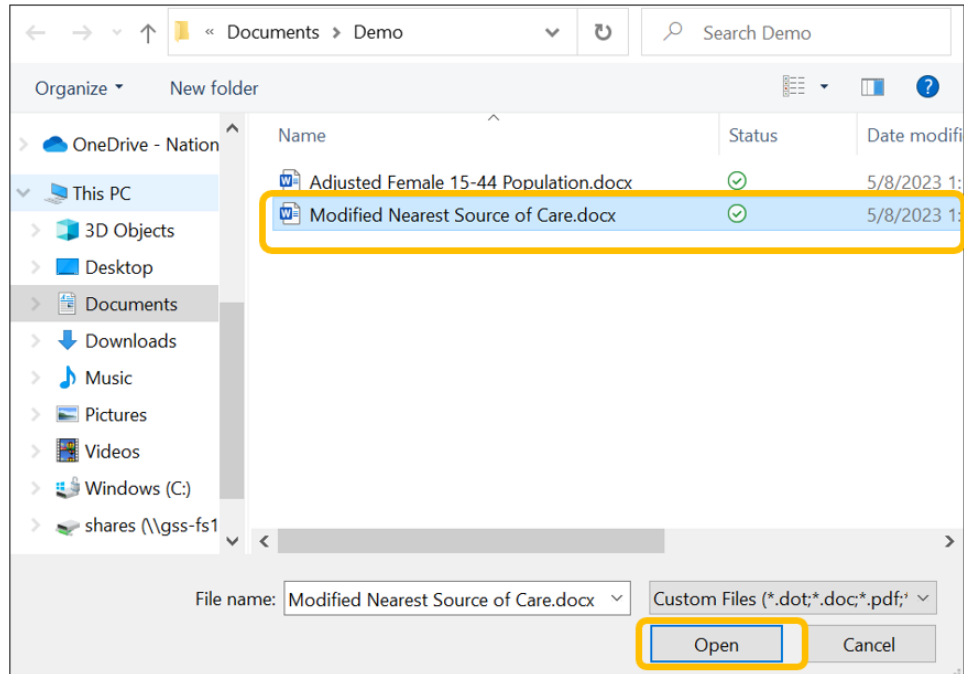 « Documents > Demo
Search Demo
Organize
New folder
?
Name
Status
Date modifi
OneDrive - Nation
This PC
3D Objects
Desktop
Documents
Downloads
Music
Pictures
Videos
Windows (C:)
shares (\\gss-fs1
Adjusted Female 15-44 Population.docx
5/8/2023 1:
Modified Nearest Source of Care.docx
5/8/2023 1:
File name:
Modified Nearest Source of Care.docx
Custom Files (*.dot;*.doc;*.pdf;*
Open
Cancel